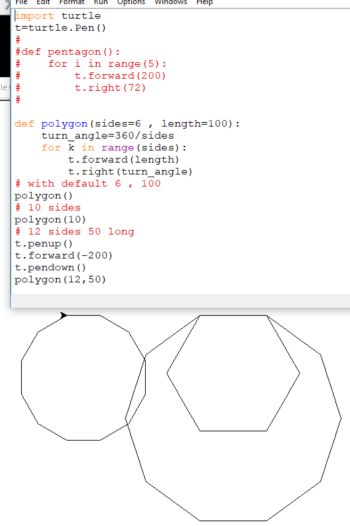 File Edit Format Run Options Windows Help
import turtle
t=turtle.Pen()
#
#def pentagon():
#    for i in range(5):
#        t.forward(200)
#        t.right(72)
#

def polygon(sides=6 , length=100):
    turn_angle=360/sides
    for k in range(sides):
        t.forward(length)
        t.right(turn_angle)
# with default 6 , 100
polygon()
# 10 sides
polygon(10)
# 12 sides 50 long
t.penup()
t.forward(-200)
t.pendown()
polygon(12,50)